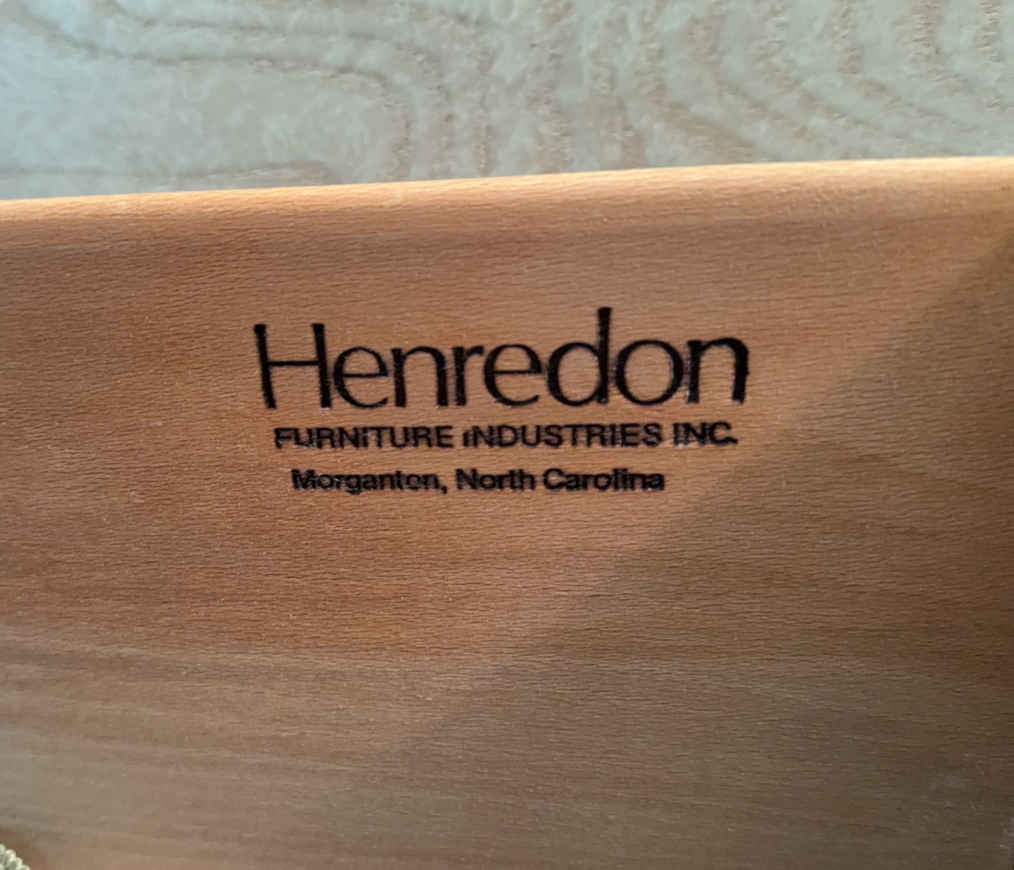 Henredon
FURNITURE INDUSTRIES INC.
Morganton, North Carolina